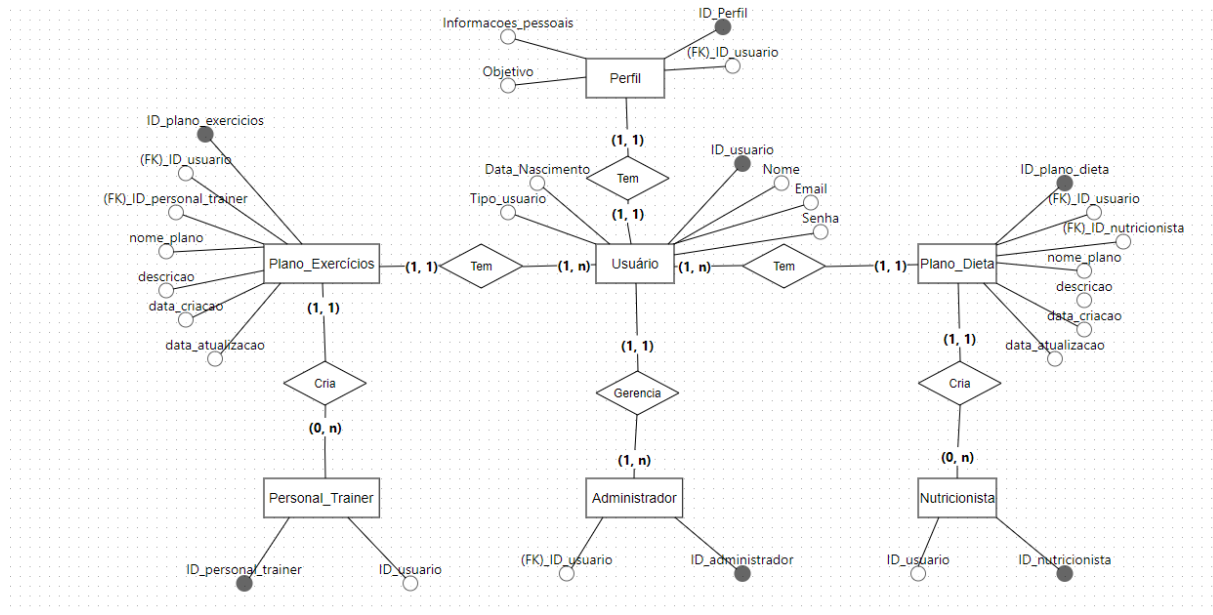 ID_Perfil
Informacoes_pessoais
(FK)_ID_usuario
Objetivo
Perfil
(1, 1)
Tem
(1, 1)
ID_plano_exercicios
(FK)_ID_usuario
(FK)_ID_personal_trainer
nome_plano
descricao
data_criacao
data_atualizacao
Plano_Exercícios
(1, 1)
Tem
(1, n)
Data_Nascimento
Tipo_usuario
ID_usuario
Nome
Email
Senha
Usuário
(1, n)
Tem
(1, 1)
ID_plano_dieta
(FK)_ID_usuario
(FK)_ID_nutricionista
nome_plano
descricao
data_criacao
data_atualizacao
Plano_Dieta
(1, 1)
Cria
(0, n)
Personal_Trainer
ID_personal_trainer
ID_usuario
(1, 1)
Gerencia
(1, n)
Administrador
(FK)_ID_usuario
ID_administrador
(1, 1)
Cria
(0, n)
Nutricionista
ID_usuario
ID_nutricionista